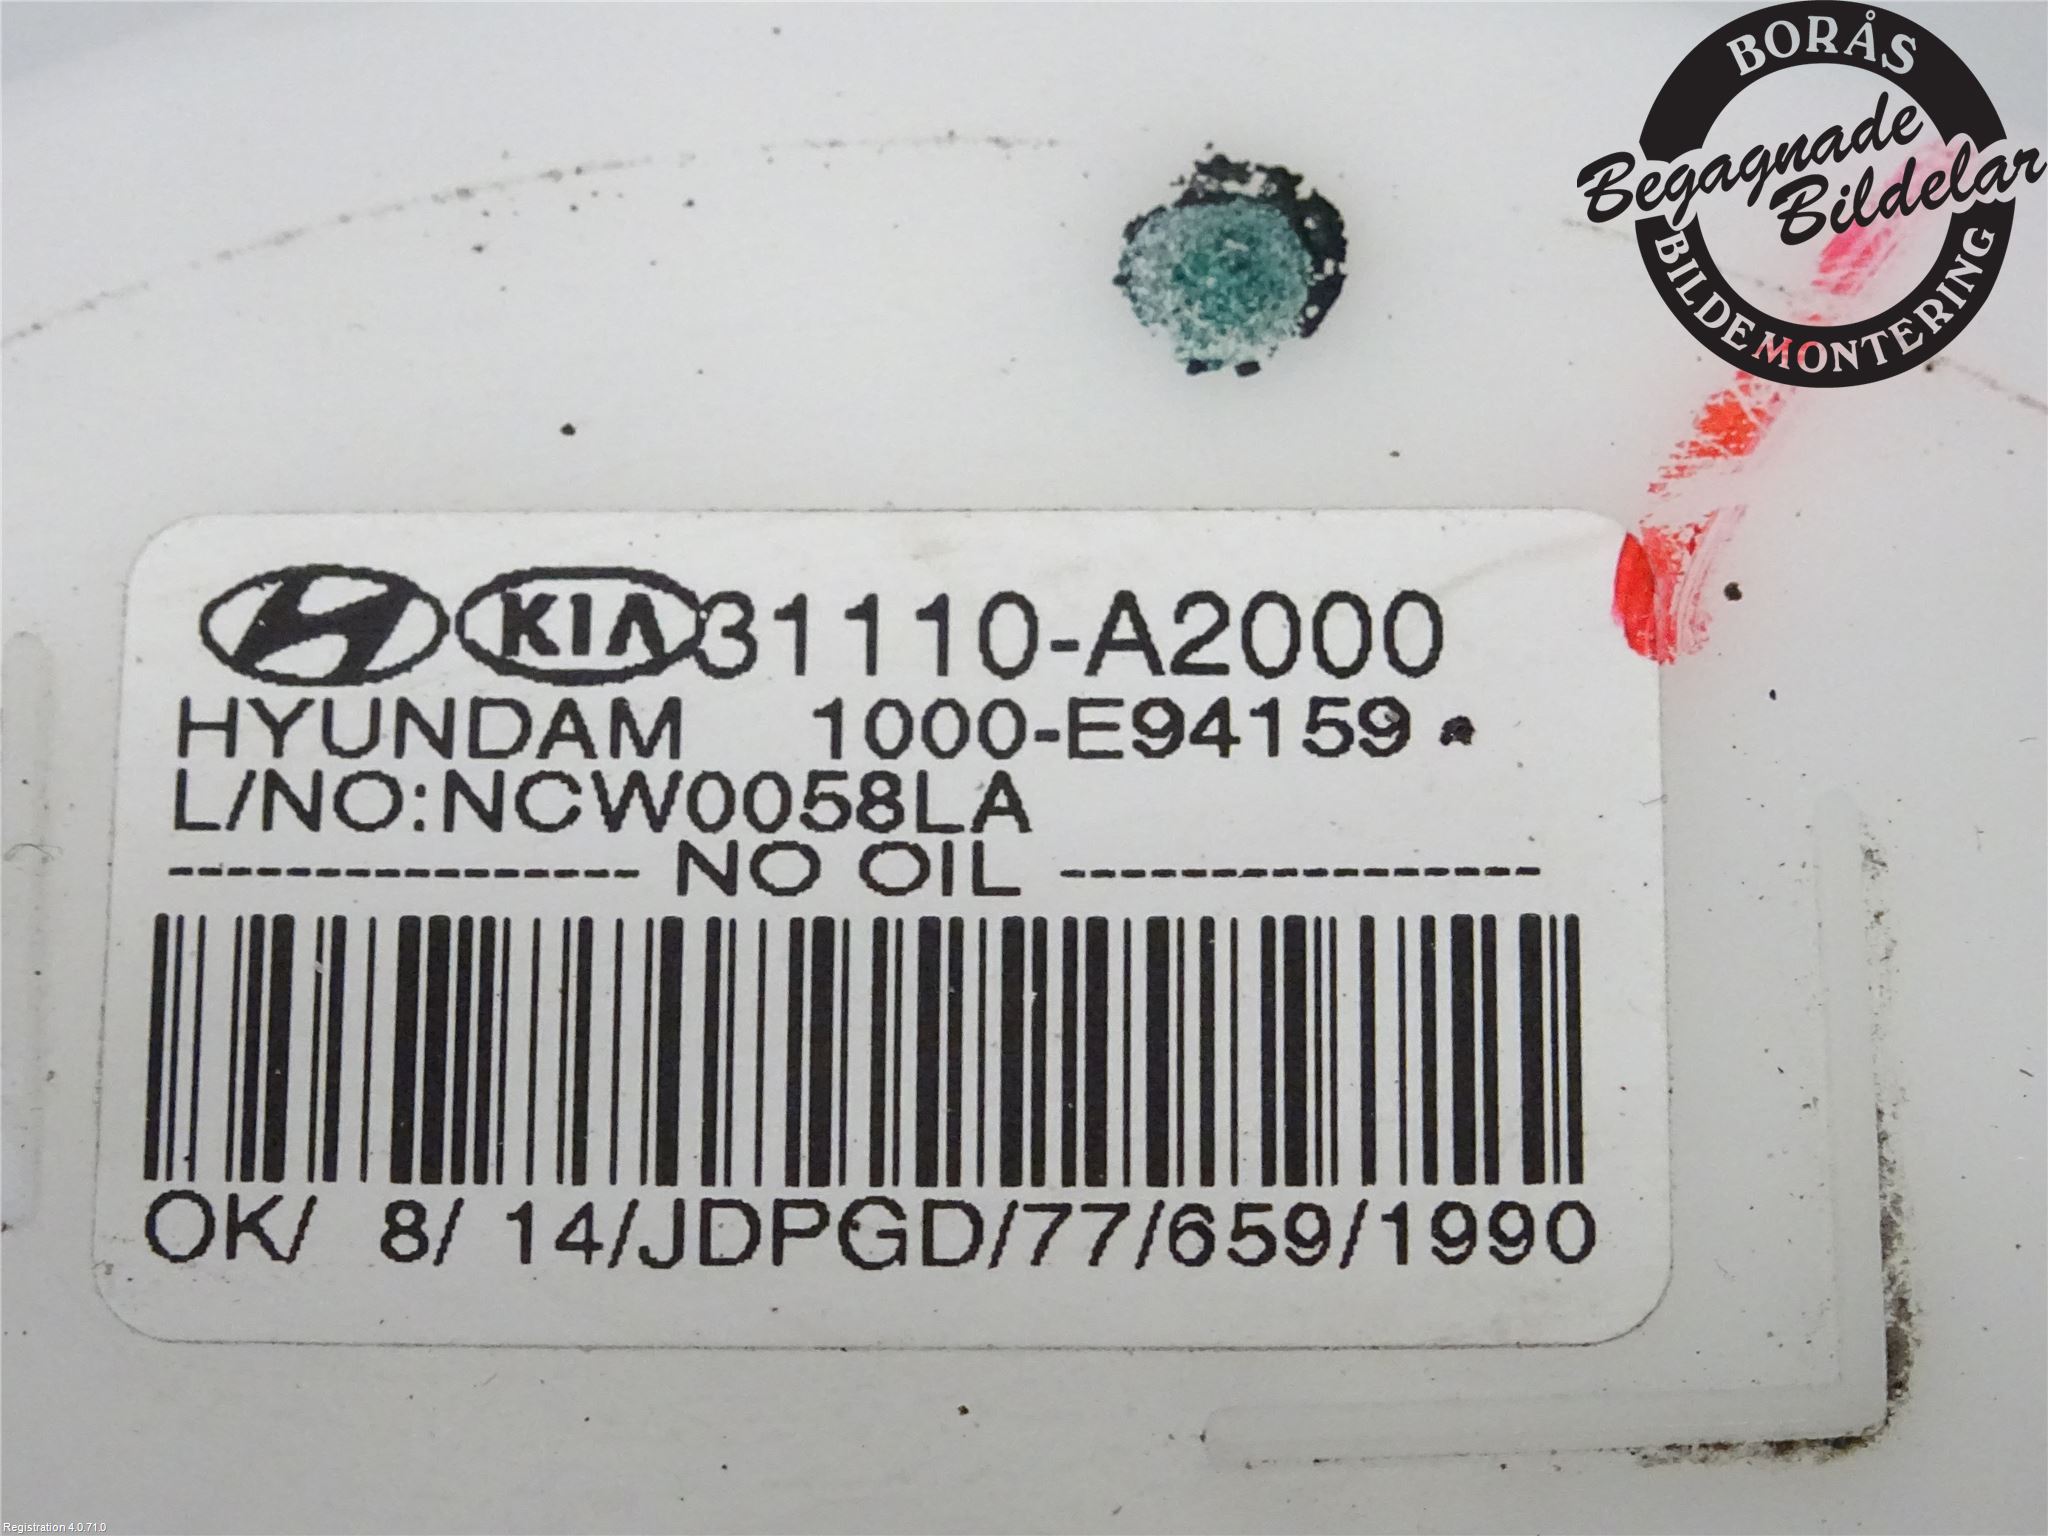 BORÅS
Begagnade
Bildelar
BILDEMONTERING
KIA 31110-A2000
HYUNDAM 1000-E94159
L/NO:NCW0058LA
---------------- NO OIL ----------------
OK/ 8/ 14/JDPGD/77/659/1990
Registration 4.0.71.0